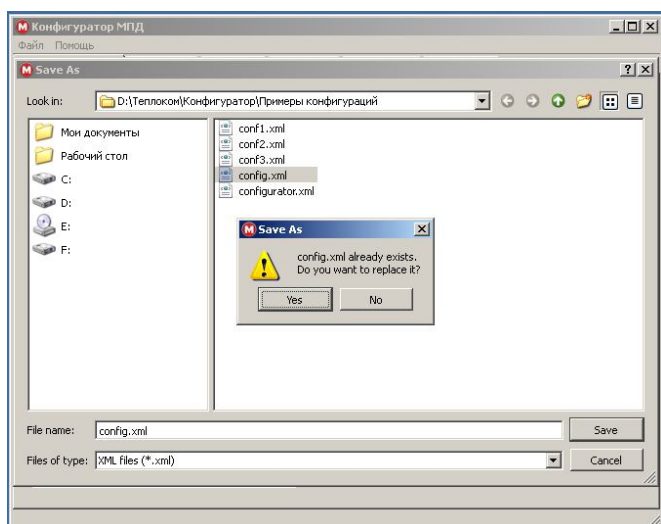 Конфигуратор МПД
Файл Помощь
Save As
Look in: D:\Теплоком\Конфигуратор\Примеры конфигураций
Мои документы
Рабочий стол
C:
D:
E:
F:
conf1.xml
conf2.xml
conf3.xml
config.xml
configurator.xml
Save As
config.xml already exists.
Do you want to replace it?
Yes No
File name: config.xml Save
Files of type: XML files (*.xml) Cancel